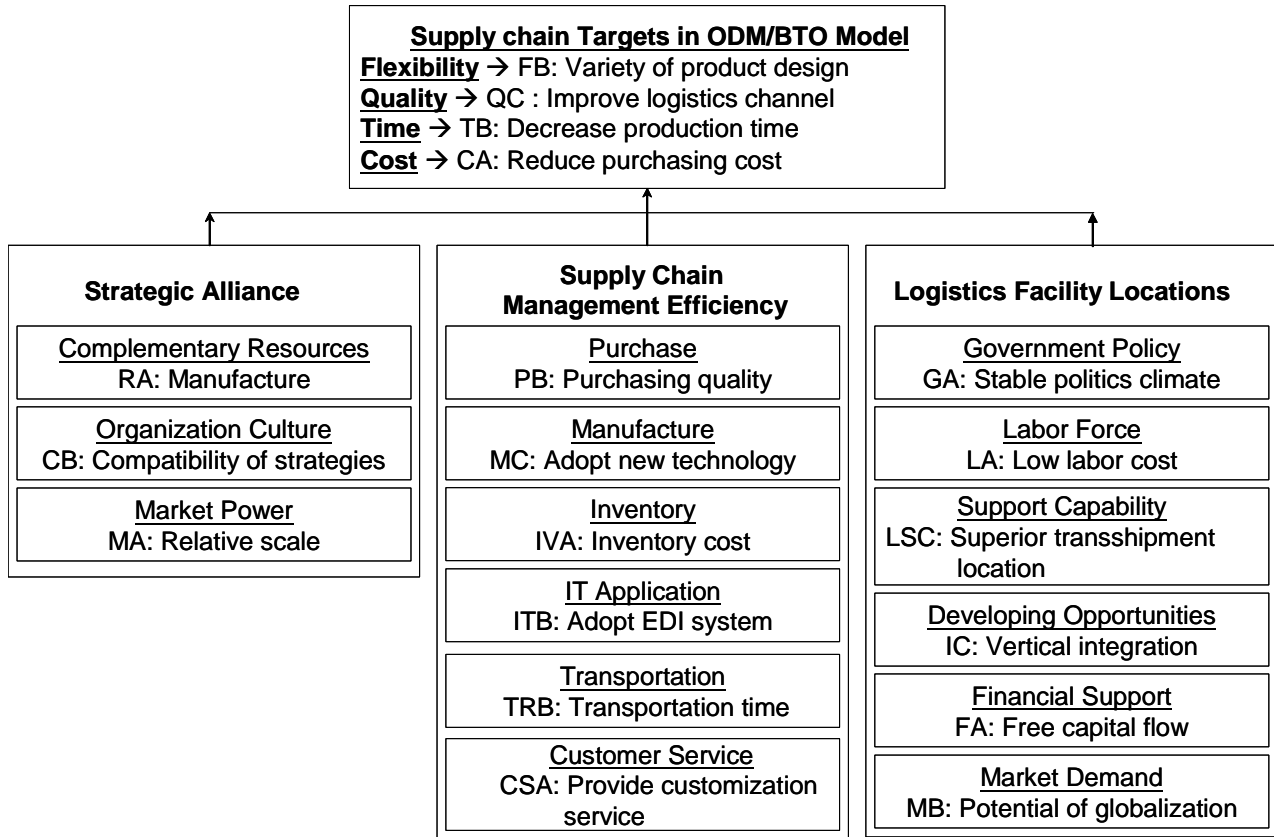 Supply chain Targets in ODM/BTO Model
Flexibility → FB: Variety of product design
Quality → QC : Improve logistics channel
Time → TB: Decrease production time
Cost → CA: Reduce purchasing cost
Strategic Alliance
Complementary Resources
RA: Manufacture
Organization Culture
CB: Compatibility of strategies
Market Power
MA: Relative scale
Supply Chain
Management Efficiency
Purchase
PB: Purchasing quality
Manufacture
MC: Adopt new technology
Inventory
IVA: Inventory cost
IT Application
ITB: Adopt EDI system
Transportation
TRB: Transportation time
Customer Service
CSA: Provide customization
service
Logistics Facility Locations
Government Policy
GA: Stable politics climate
Labor Force
LA: Low labor cost
Support Capability
LSC: Superior transshipment
location
Developing Opportunities
IC: Vertical integration
Financial Support
FA: Free capital flow
Market Demand
MB: Potential of globalization